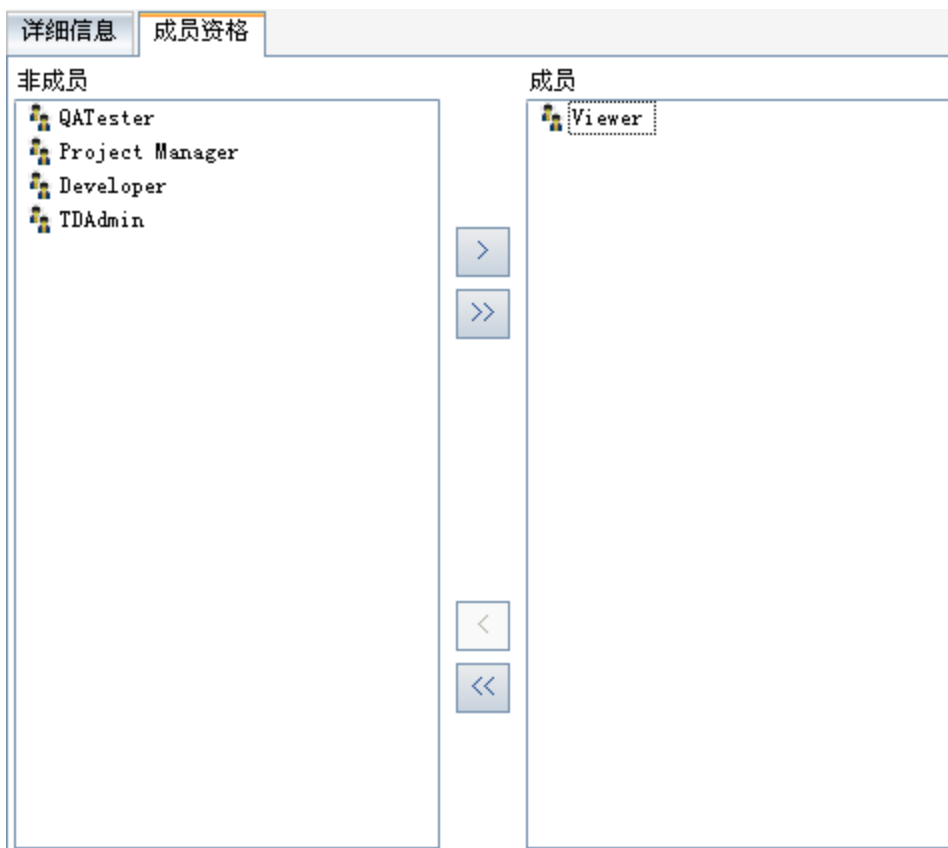 详细信息 成员资格
非成员
QATester
Project Manager
Developer
TDAdmin
>
>>
<
<<
成员
Viewer